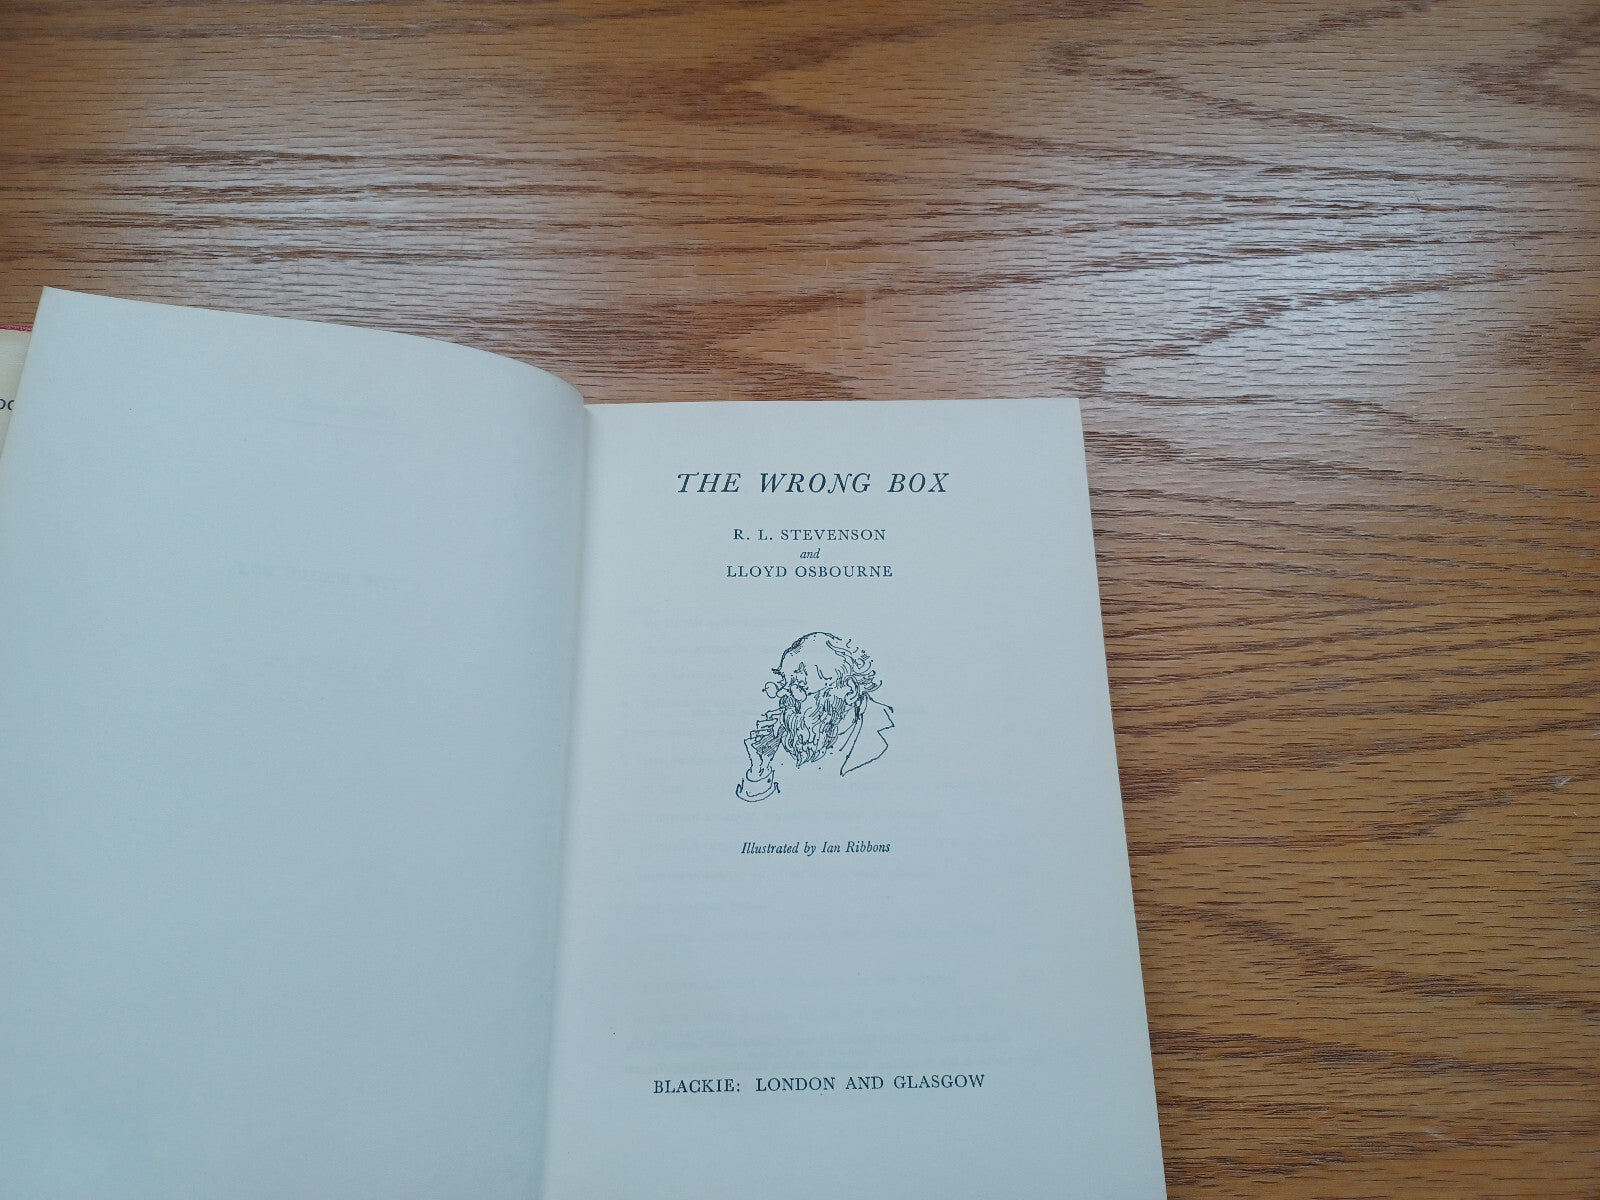 THE WRONG BOX
R. L. STEVENSON
and
LLOYD OSBOURNE
Illustrated by Ian Ribbons
BLACKIE: LONDON AND GLASGOW